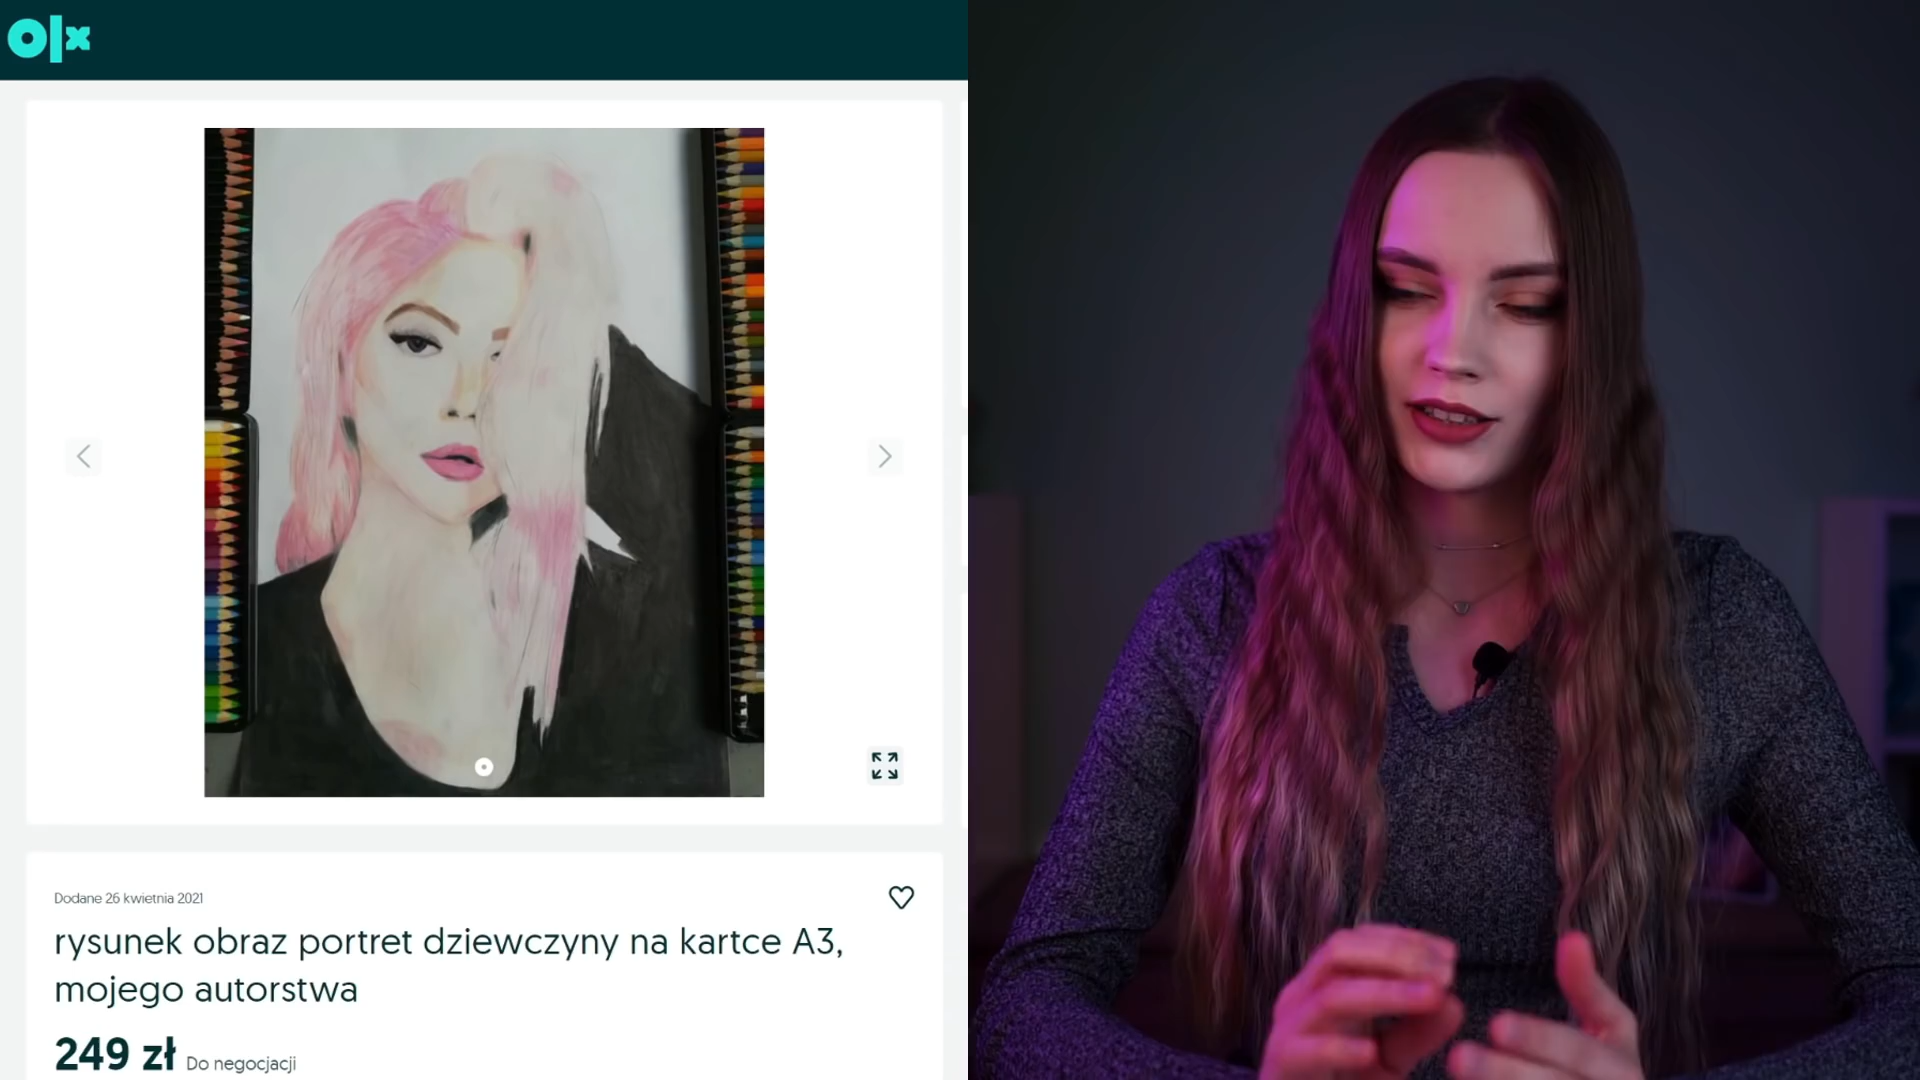 olx
Dodane 26 kwietnia 2021
rysunek obraz portret dziewczyny na kartce A3,
mojego autorstwa
249 zł Do negocjacji